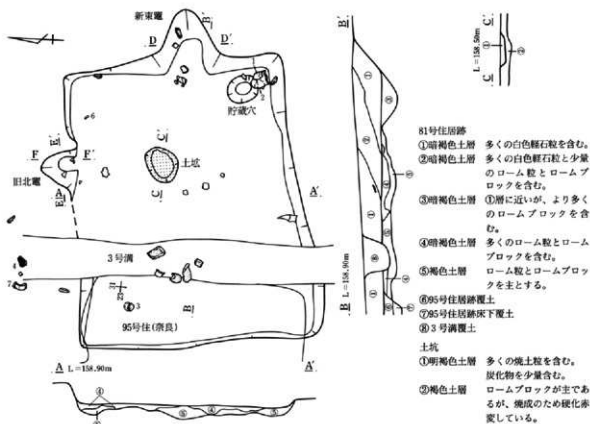 新東竈
B'
D
D'
貯蔵穴
2
6
E'
F
F'
C'
土坑
C
旧北竈
A
E
A'
3号溝
4
7
3
B
95号住(奈良)
A L=158.90m
A'
④
⑤
④
⑤
B'
B L=158.90m
C'
①
②
C L=158.50m
81号住居跡
①暗褐色土層 多くの白色軽石粒を含む。
②暗褐色土層 多くの白色軽石粒と少量
のローム粒とロームブ
ロックを含む。
③暗褐色土層 ①層に近いが、より多く
のロームブロックを含
む。
④暗褐色土層 多くのローム粒とローム
ブロックを含む。
⑤褐色土層 ローム粒とロームブロッ
クを主とする。
⑥95号住居跡覆土
⑦95号住居跡床下覆土
⑧3号溝覆土
土坑
①明褐色土層 多くの焼土粒を含む。
炭化物を少量含む。
②褐色土層 ロームブロックが主であ
るが、焼成のため硬化赤
変している。